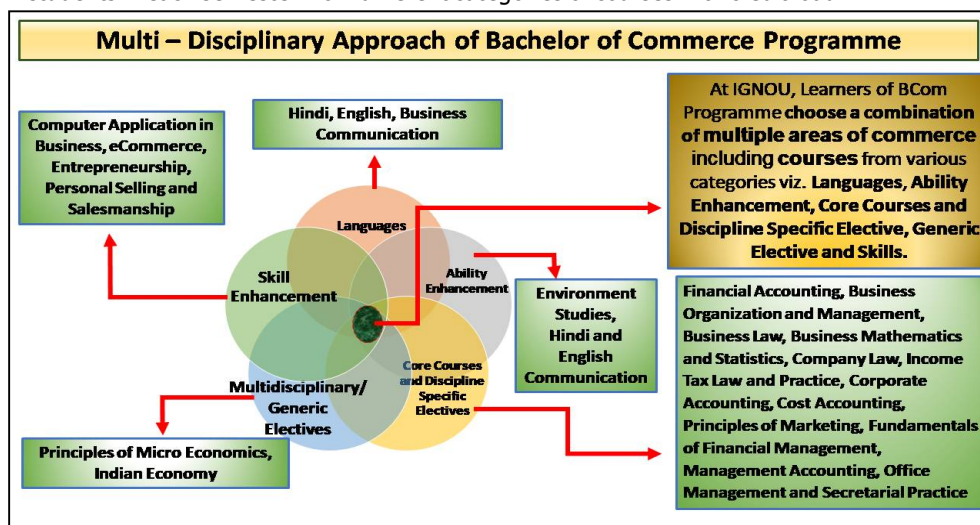 Multi – Disciplinary Approach of Bachelor of Commerce Programme
Computer Application in
Business, eCommerce,
Entrepreneurship,
Personal Selling and
Salesmanship
Hindi, English, Business
Communication
At IGNOU, Learners of BCom
Programme choose a combination
of multiple areas of commerce
including courses from various
categories viz. Languages, Ability
Enhancement, Core Courses and
Discipline Specific Elective, Generic
Elective and Skills.
Languages
Skill
Enhancement
Ability
Enhancement
Environment
Studies,
Hindi and
English
Communication
Core Courses
and Discipline
Specific
Electives
Multidisciplinary/
Generic
Electives
Principles of Micro Economics,
Indian Economy
Financial Accounting, Business
Organization and Management,
Business Law, Business Mathematics
and Statistics, Company Law, Income
Tax Law and Practice, Corporate
Accounting, Cost Accounting,
Principles of Marketing, Fundamentals
of Financial Management,
Management Accounting, Office
Management and Secretarial Practice